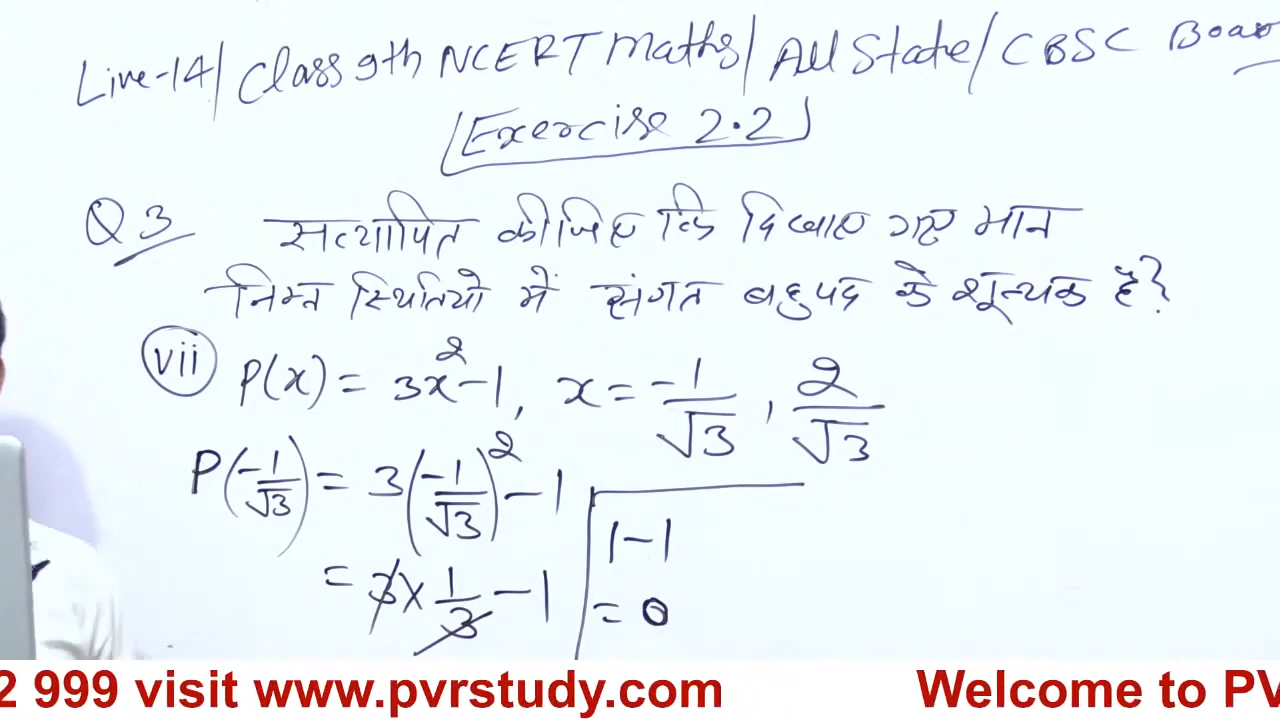 Live-14/ Class 9th NCERT Maths/ All State/ CBSC Boar
[Exercise 2.2]
Q 3 सत्यापित कीजिए कि दिखाए गए मान
निम्न स्थितियो में संगत बहुपद के शून्यक है?
(vii) P(x) = 3x² - 1, x = -1/√3, 2/√3
P(-1/√3) = 3(-1/√3)² - 1
= 3 × 1/3 - 1
1 - 1
= 0
2 999 visit www.pvrstudy.com Welcome to PV